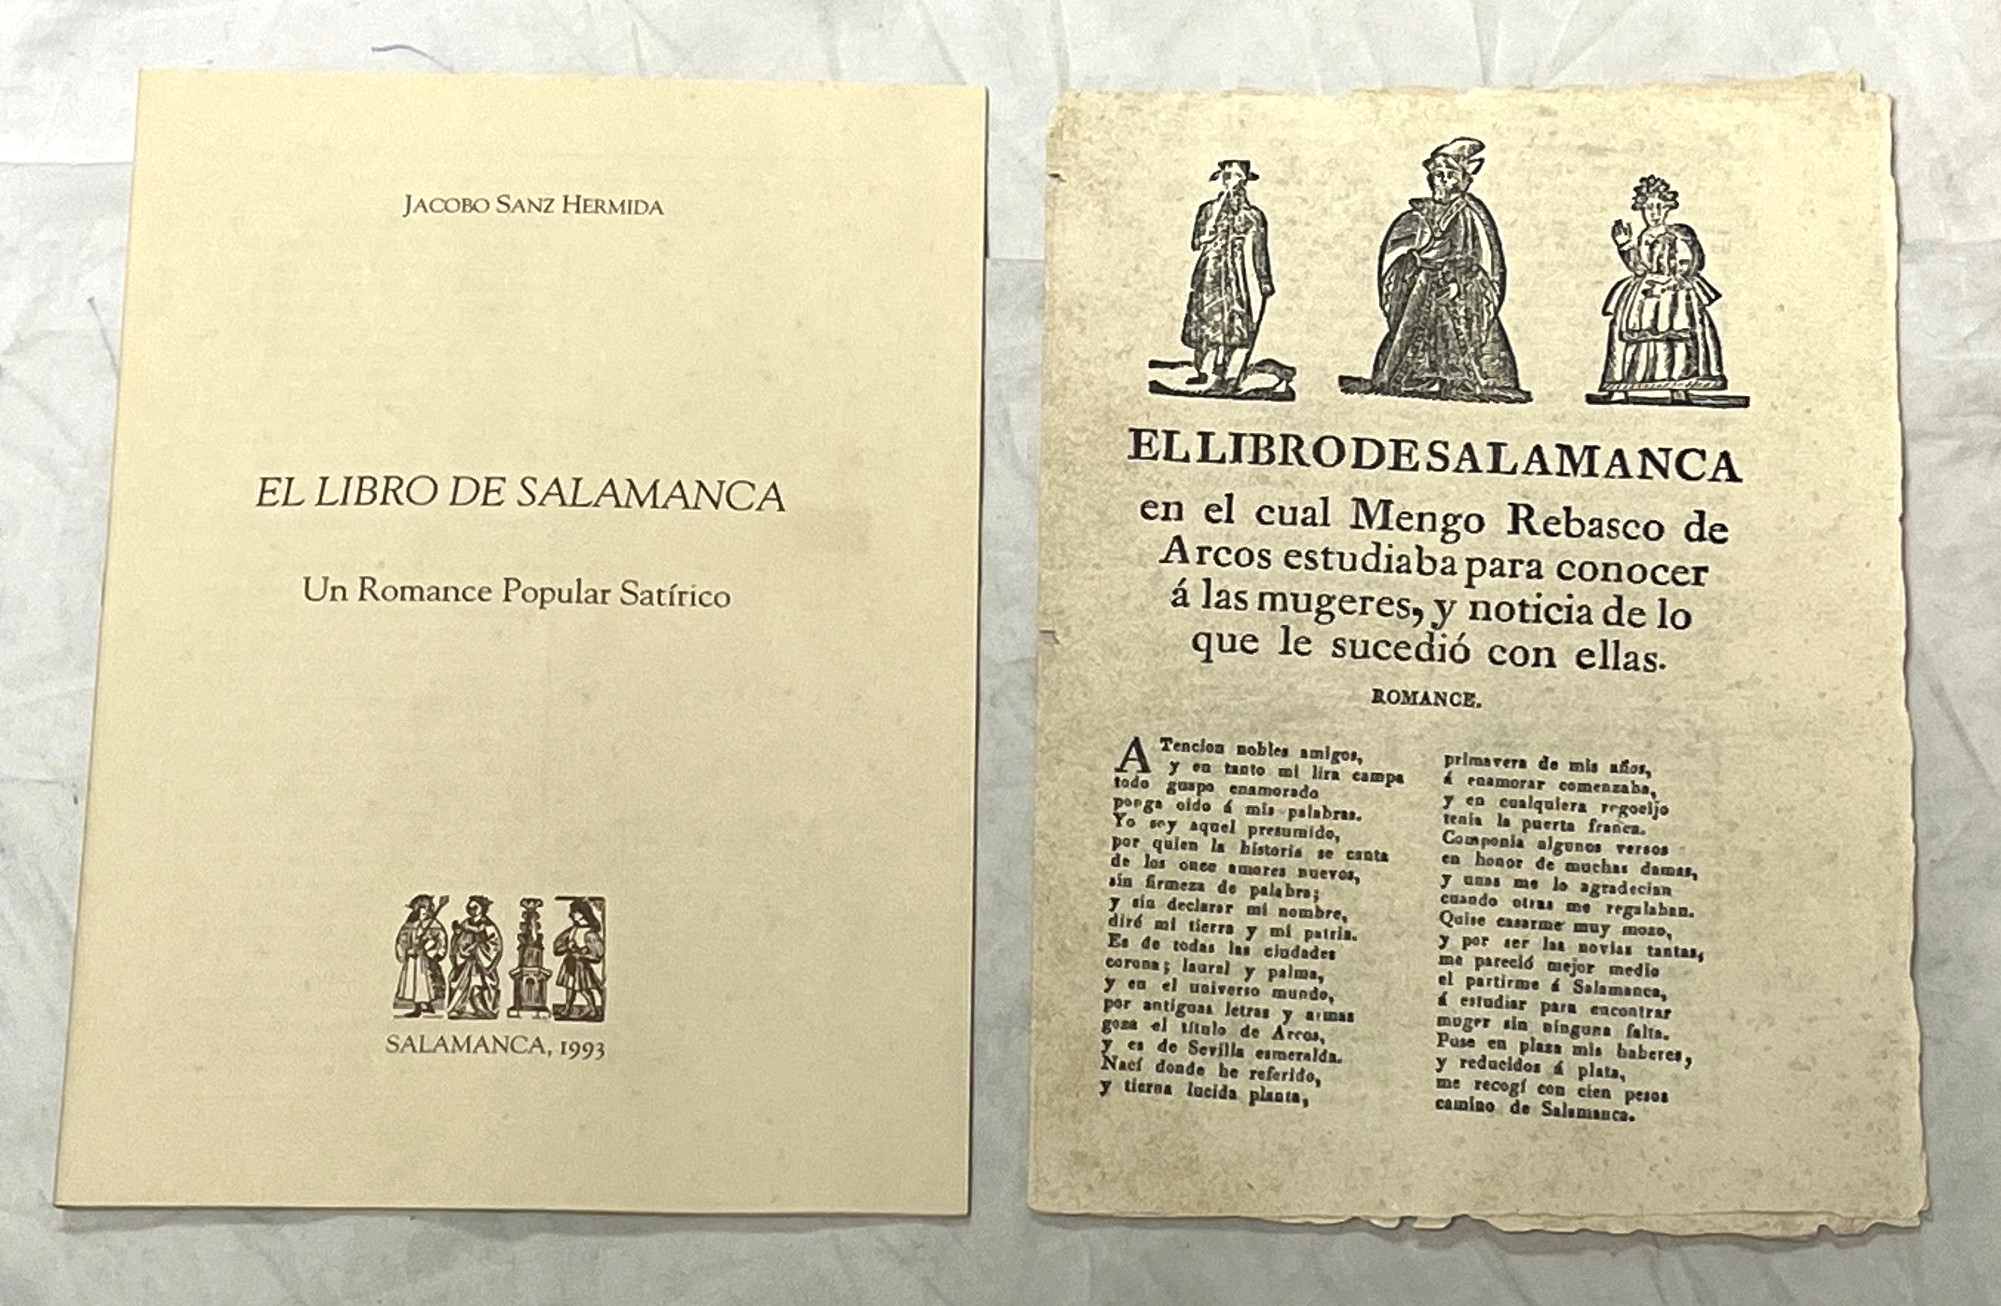 JACOBO SANZ HERMIDA
EL LIBRO DE SALAMANCA
Un Romance Popular Satírico
SALAMANCA, 1993
EL LIBRO DE SALAMANCA
en el cual Mengo Rebasco de
Arcos estudiaba para conocer
á las mugeres, y noticia de lo
que le sucedió con ellas.
ROMANCE.
ATencion nobles amigos,
y en tanto mi lira campa
todo guapo enamorado
ponga oido á mis palabras.
Yo soy aquel presumido,
por quien la historia se canta
de los once amores nuevos,
sin firmeza de palabra;
y sin declarar mi nombre,
diré mi tierra y mi patria.
Es de todas las ciudades
corona; laurel y palma,
y en el universo mundo,
por antiguas letras y armas
goza el título de Arcos,
y es de Sevilla esmeralda.
Nací donde he referido,
y tierna lucida planta,
primavera de mis años,
á enamorar comenzaba,
y en cualquiera regocijo
tenia la puerta franca.
Componia algunos versos
en honor de muchas damas,
y unas me lo agradecian
cuando otras me regalaban.
Quise casarme muy mozo,
y por ser las novias tantas,
me pareció mejor medio
el partirme á Salamanca,
á estudiar para encontrar
muger sin ninguna falta.
Puse en plaza mis haberes,
y reducidos á plata,
me recogí con cien pesos
camino de Salamanca.